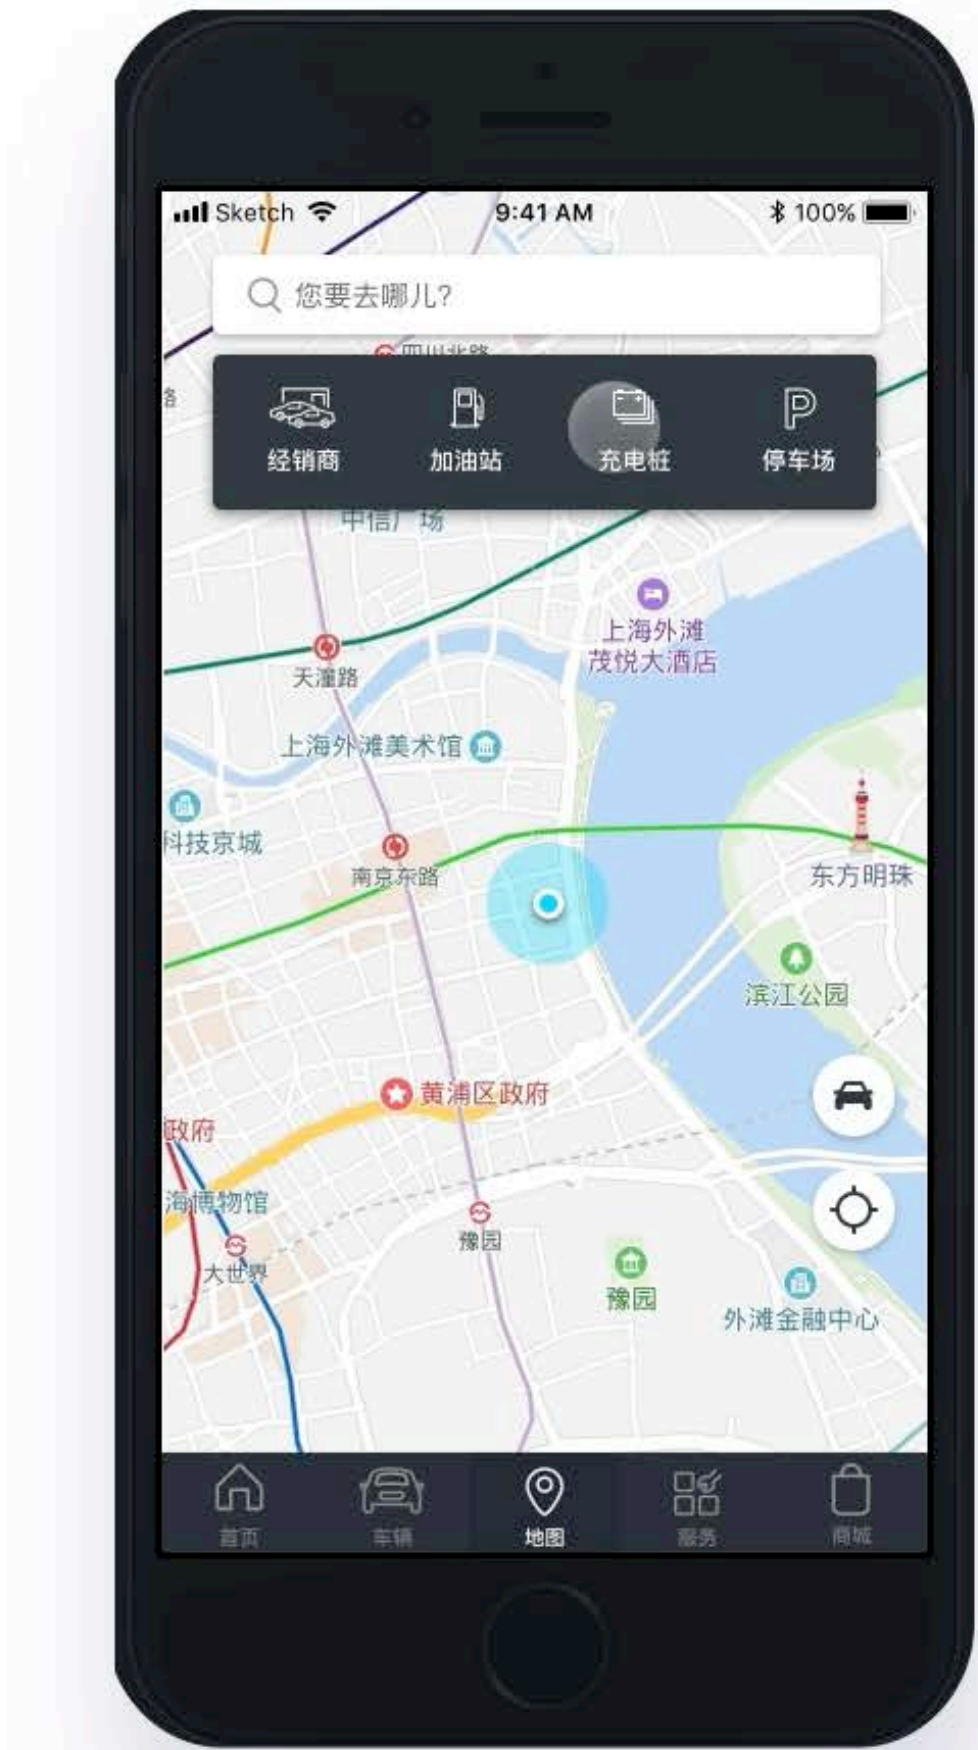 Sketch 9:41 AM 100%
您要去哪儿?
四川北路
经销商 加油站 充电桩 停车场
中信广场
上海外滩
茂悦大酒店
天潼路
上海外滩美术馆
科技京城
南京东路
东方明珠
滨江公园
黄浦区政府
政府
海博物馆
豫园
大世界
豫园
外滩金融中心
首页 车辆 地图 服务 商城